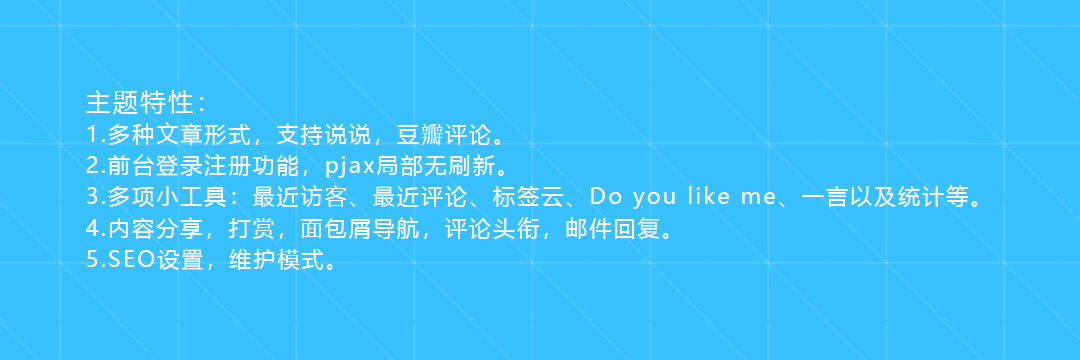 主题特性：
1.多种文章形式，支持说说，豆瓣评论。
2.前台登录注册功能，pjax局部无刷新。
3.多项小工具：最近访客、最近评论、标签云、Do you like me、一言以及统计等。
4.内容分享，打赏，面包屑导航，评论头衔，邮件回复。
5.SEO设置，维护模式。